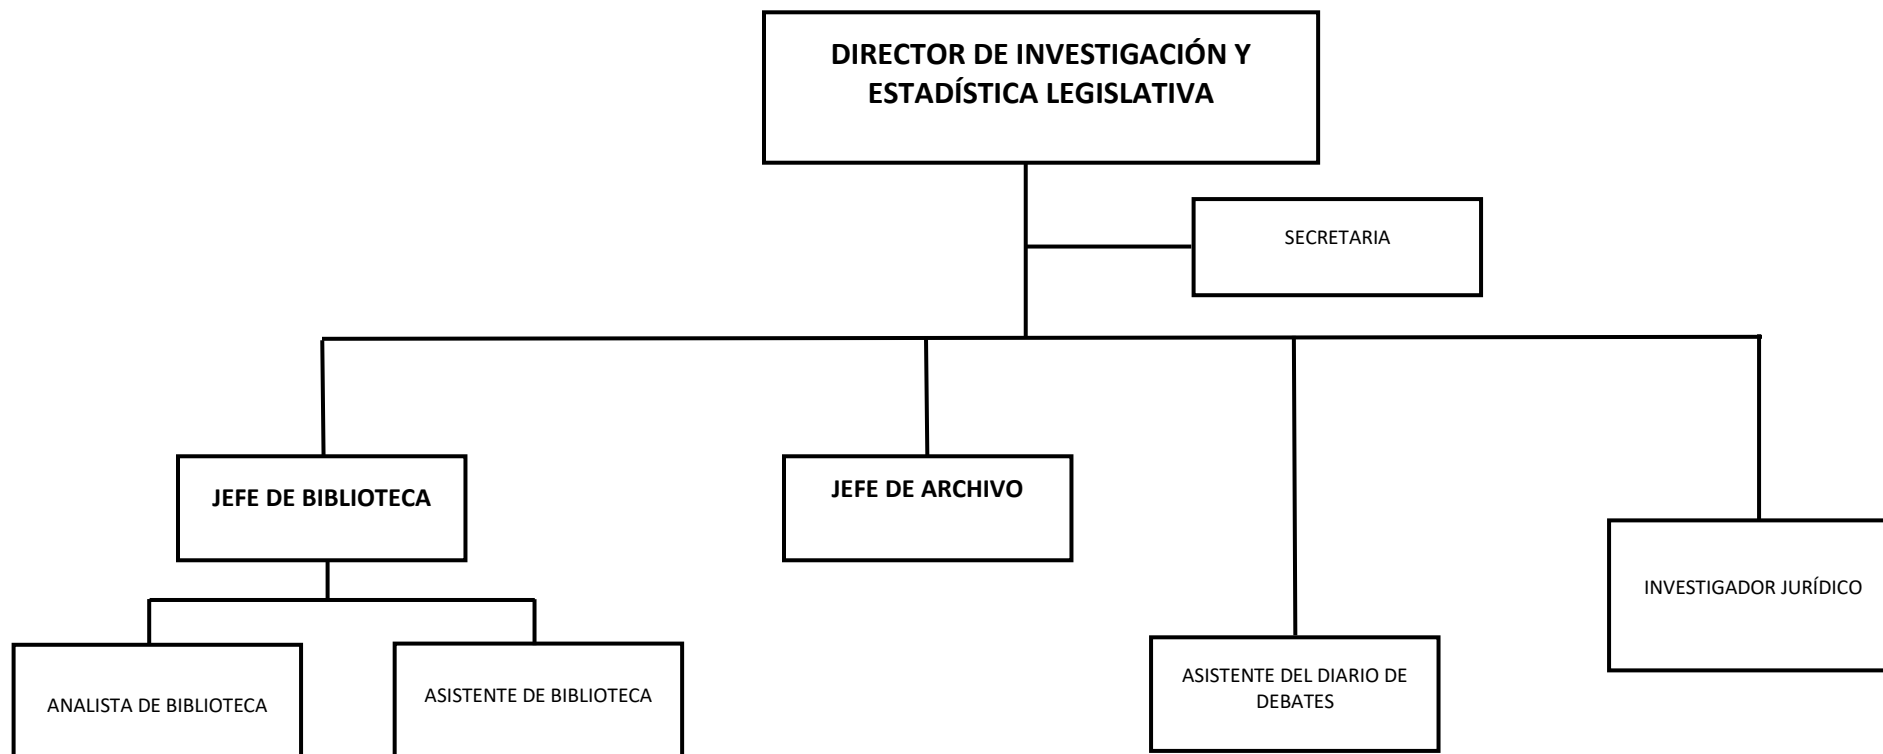 DIRECTOR DE INVESTIGACIÓN Y
ESTADÍSTICA LEGISLATIVA
SECRETARIA
JEFE DE BIBLIOTECA
JEFE DE ARCHIVO
INVESTIGADOR JURÍDICO
ANALISTA DE BIBLIOTECA
ASISTENTE DE BIBLIOTECA
ASISTENTE DEL DIARIO DE
DEBATES